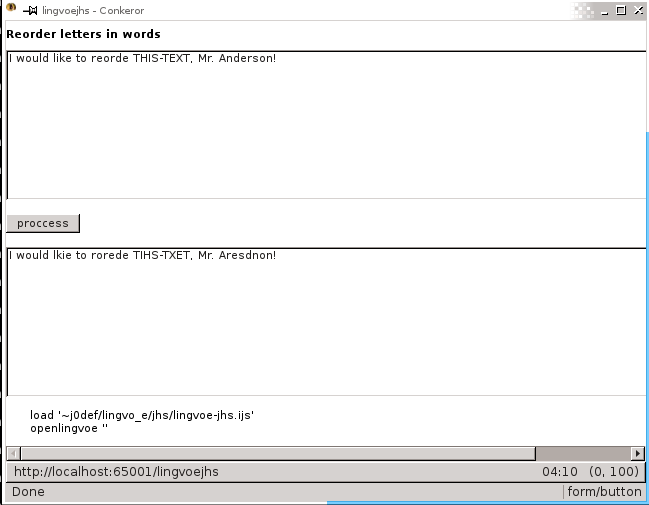 lingvoejhs - Conkeror
Reorder letters in words
I would like to reorde THIS-TEXT, Mr. Anderson!
proccess
I would lkie to rorede TIHS-TXET, Mr. Aresdnon!
load '~j0def/lingvo_e/jhs/lingvoe-jhs.ijs'
openlingvoe ''
http://localhost:65001/lingvoejhs 04:10 (0, 100)
Done form/button